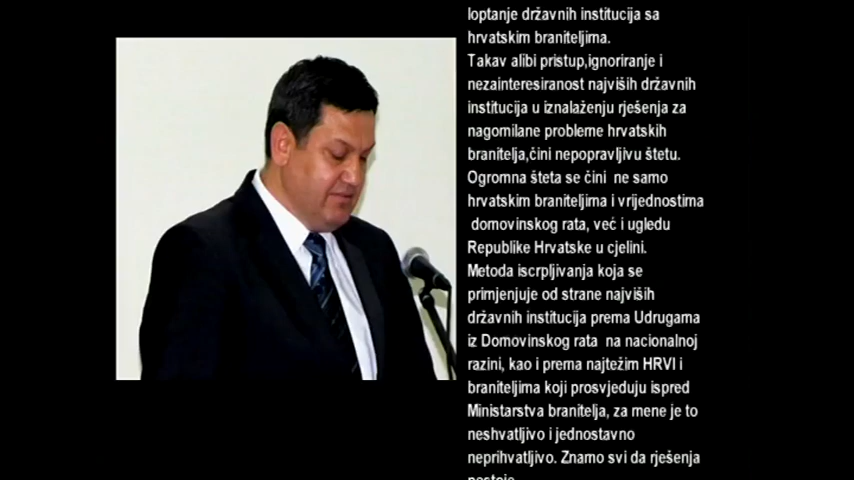 loptanje državnih institucija sa
hrvatskim braniteljima.
Takav alibi pristup,ignoriranje i
nezainteresiranost najviših državnih
institucija u iznalaženju rješenja za
nagomilane probleme hrvatskih
branitelja,čini nepopravljivu štetu.
Ogromna šteta se čini  ne samo
hrvatskim braniteljima i vrijednostima
domovinskog rata, već i ugledu
Republike Hrvatske u cjelini.
Metoda iscrpljivanja koja se
primjenjuje od strane najviših
državnih institucija prema Udrugama
iz Domovinskog rata  na nacionalnoj
razini, kao i prema najtežim HRVI i
braniteljima koji prosvjeduju ispred
Ministarstva branitelja, za mene je to
neshvatljivo i jednostavno
neprihvatljivo. Znamo svi da rješenja